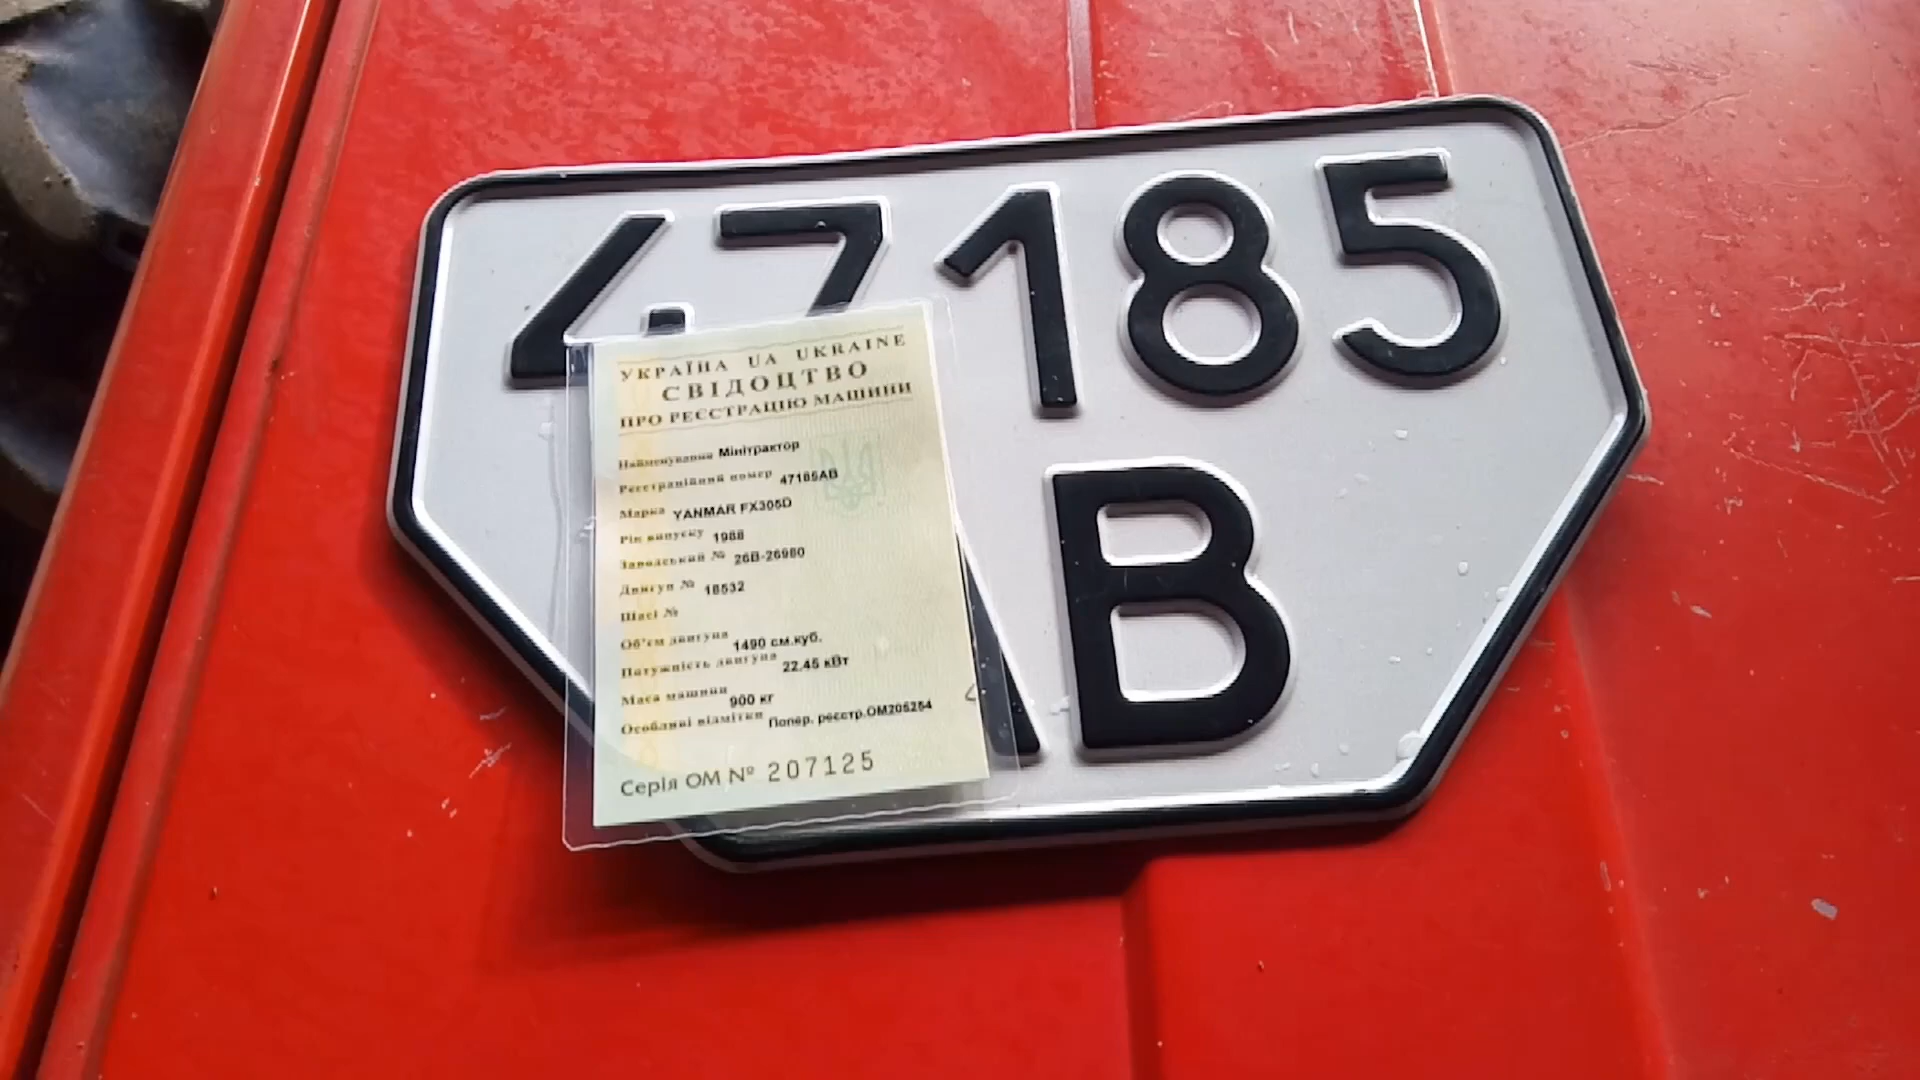 47185
АВ
УКРАЇНА UA UKRAINE
СВІДОЦТВО
ПРО РЕЄСТРАЦІЮ МАШИНИ
Найменування Мінітрактор
Реєстраційний номер 47185АВ
Марка YANMAR FX305D
Рік випуску 1988
Заводський № 26В-26980
Двигун № 18532
Шасі №
Об'єм двигуна 1490 см.куб.
Потужність двигуна 22.45 кВт
Маса машини 900 кг
Особливі відмітки Попер. реєстр.ОМ205254
Серія ОМ № 207125